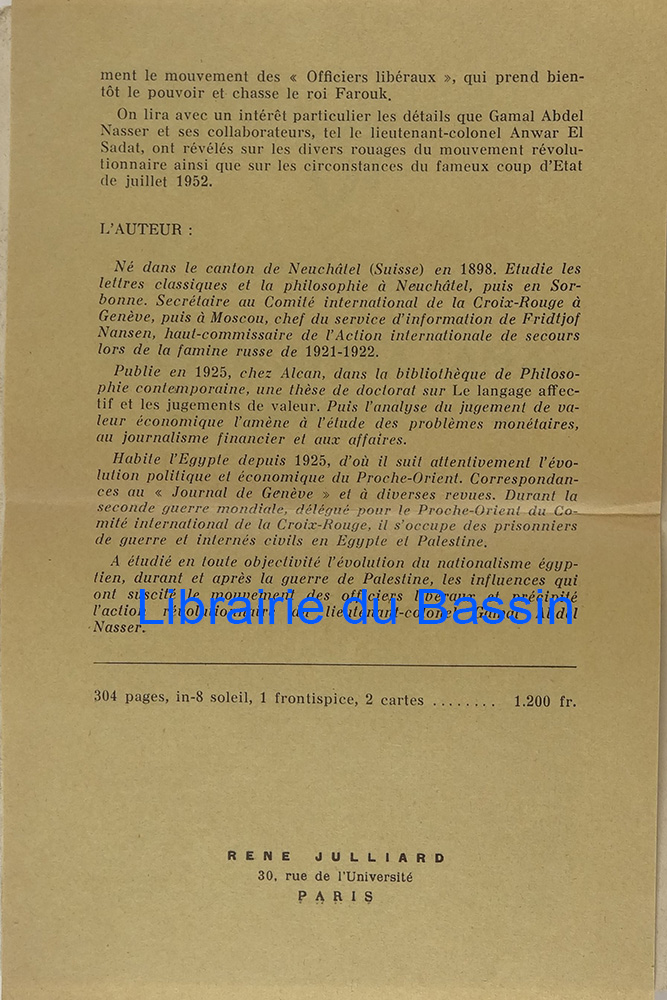 ment le mouvement des « Officiers libéraux », qui prend bien-
tôt le pouvoir et chasse le roi Farouk.
On lira avec un intérêt particulier les détails que Gamal Abdel
Nasser et ses collaborateurs, tel le lieutenant-colonel Anwar El
Sadat, ont révélés sur les divers rouages du mouvement révolu-
tionnaire ainsi que sur les circonstances du fameux coup d'Etat
de juillet 1952.
L'AUTEUR :
Né dans le canton de Neuchâtel (Suisse) en 1898. Etudie les
lettres classiques et la philosophie à Neuchâtel, puis en Sor-
bonne. Secrétaire au Comité international de la Croix-Rouge à
Genève, puis à Moscou, chef du service d'information de Fridtjof
Nansen, haut-commissaire de l'Action internationale de secours
lors de la famine russe de 1921-1922.
Publie en 1925, chez Alcan, dans la bibliothèque de Philoso-
phie contemporaine, une thèse de doctorat sur Le langage affec-
tif et les jugements de valeur. Puis l'analyse du jugement de va-
leur économique l'amène à l'étude des problèmes monétaires,
au journalisme financier et aux affaires.
Habite l'Egypte depuis 1925, d'où il suit attentivement l'évo-
lution politique et économique du Proche-Orient. Correspondan-
ces au « Journal de Genève » et à diverses revues. Durant la
seconde guerre mondiale, délégué pour le Proche-Orient du Co-
mité international de la Croix-Rouge, il s'occupe des prisonniers
de guerre et internés civils en Egypte et Palestine.
A étudié en toute objectivité l'évolution du nationalisme égyp-
tien, durant et après la guerre de Palestine, les influences qui
ont suscité le mouvement des officiers libéraux et précipité
l'action révolutionnaire du lieutenant-colonel Gamal Abdel
Nasser.
Librairie du Bassin
304 pages, in-8 soleil, 1 frontispice, 2 cartes ........ 1.200 fr.
RENE JULLIARD
30, rue de l'Université
PARIS